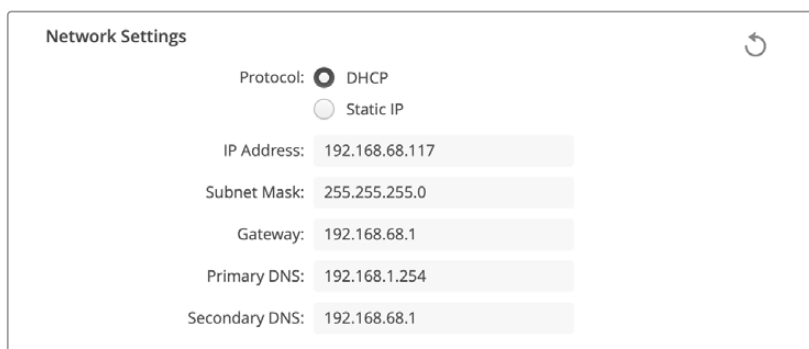 Network Settings
Protocol: DHCP
Static IP
IP Address: 192.168.68.117
Subnet Mask: 255.255.255.0
Gateway: 192.168.68.1
Primary DNS: 192.168.1.254
Secondary DNS: 192.168.68.1